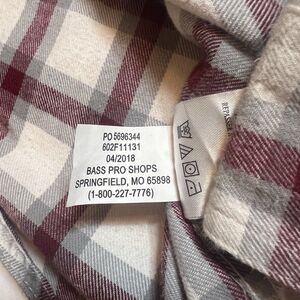 PO 5696344
602F11131
04/2018
BASS PRO SHOPS
SPRINGFIELD, MO 65898
(1-800-227-7776)